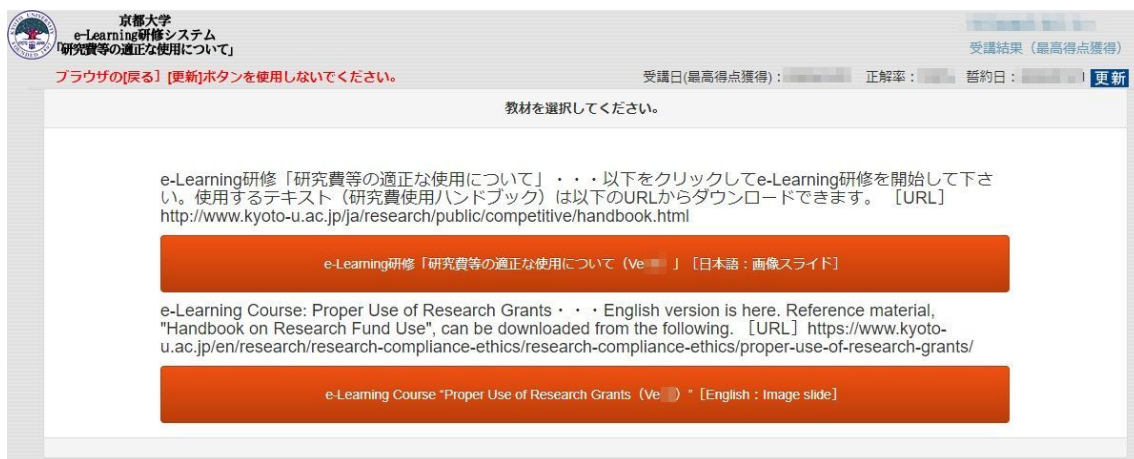 京都大学
e-Learning研修システム
「研究費等の適正な使用について」
受講結果（最高得点獲得）
ブラウザの[戻る］[更新]ボタンを使用しないでください。
受講日(最高得点獲得)： 正解率： 誓約日： 更新
教材を選択してください。
e-Learning研修「研究費等の適正な使用について」・・・以下をクリックしてe-Learning研修を開始して下さ
い。使用するテキスト（研究費使用ハンドブック）は以下のURLからダウンロードできます。 ［URL］
http://www.kyoto-u.ac.jp/ja/research/public/competitive/handbook.html
e-Learning研修「研究費等の適正な使用について（Ve 」［日本語：画像スライド］
e-Learning Course: Proper Use of Research Grants・・・English version is here. Reference material,
"Handbook on Research Fund Use", can be downloaded from the following. ［URL］https://www.kyoto-
u.ac.jp/en/research/research-compliance-ethics/research-compliance-ethics/proper-use-of-research-grants/
e-Learning Course "Proper Use of Research Grants（Ve ）"［English：Image slide］